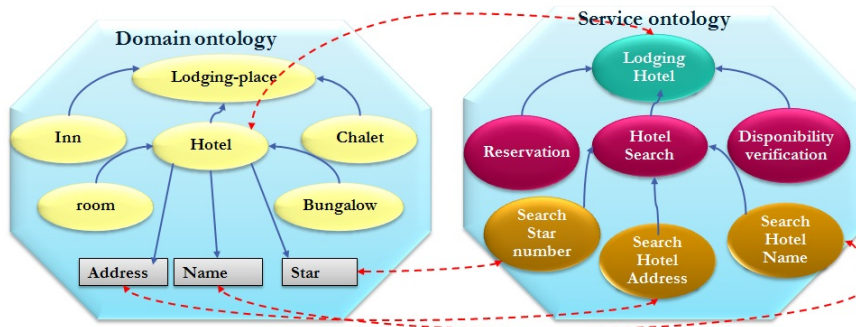 Domain ontology
Lodging-place
Inn
Hotel
Chalet
room
Bungalow
Address
Name
Star
Service ontology
Lodging
Hotel
Reservation
Hotel
Search
Disponibility
verification
Search
Star
number
Search
Hotel
Address
Search
Hotel
Name